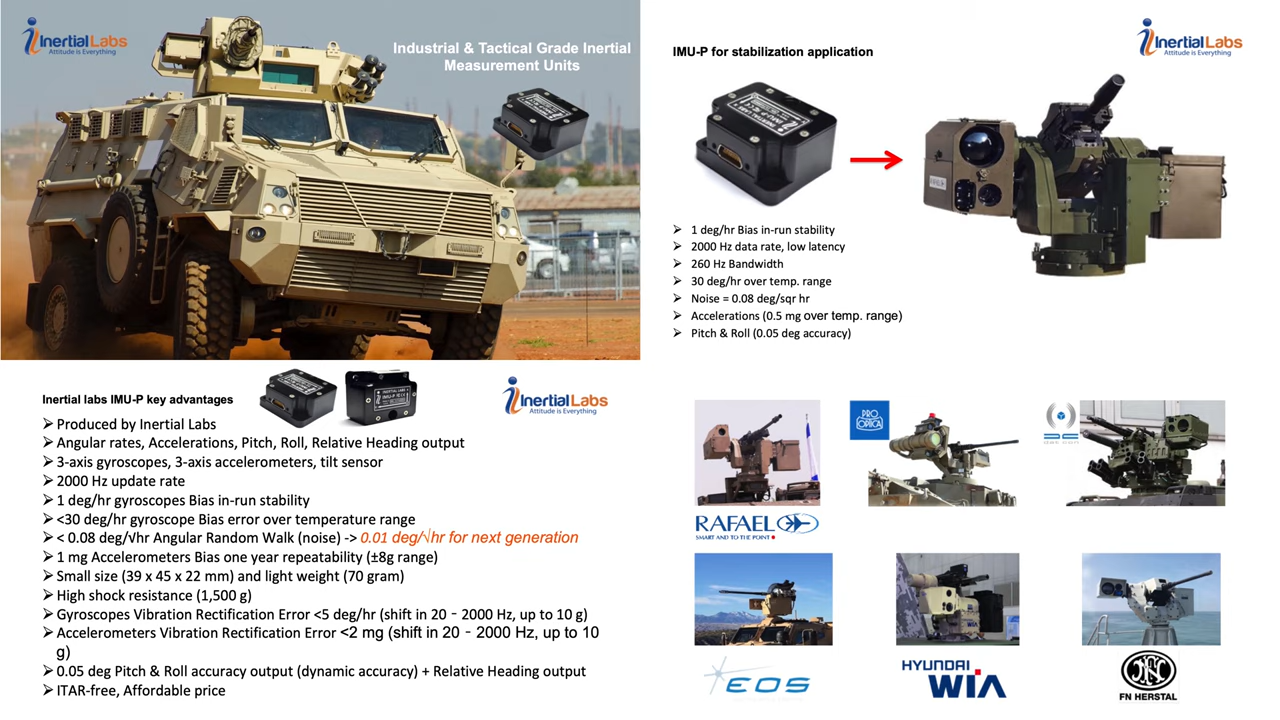 InertialLabs
Attitude is Everything
Industrial & Tactical Grade Inertial
Measurement Units
IMU-P for stabilization application
InertialLabs
Attitude is Everything
➢ 1 deg/hr Bias in-run stability
➢ 2000 Hz data rate, low latency
➢ 260 Hz Bandwidth
➢ 30 deg/hr over temp. range
➢ Noise = 0.08 deg/sqr hr
➢ Accelerations (0.5 mg over temp. range)
➢ Pitch & Roll (0.05 deg accuracy)
Inertial labs IMU-P key advantages
INERTIAL LABS
IMU-P
InertialLabs
Attitude is Everything
➢ Produced by Inertial Labs
➢ Angular rates, Accelerations, Pitch, Roll, Relative Heading output
➢ 3-axis gyroscopes, 3-axis accelerometers, tilt sensor
➢ 2000 Hz update rate
➢ 1 deg/hr gyroscopes Bias in-run stability
➢ <30 deg/hr gyroscope Bias error over temperature range
➢ < 0.08 deg/√hr Angular Random Walk (noise) -> 0.01 deg/√hr for next generation
➢ 1 mg Accelerometers Bias one year repeatability (±8g range)
➢ Small size (39 x 45 x 22 mm) and light weight (70 gram)
➢ High shock resistance (1,500 g)
➢ Gyroscopes Vibration Rectification Error <5 deg/hr (shift in 20 - 2000 Hz, up to 10 g)
➢ Accelerometers Vibration Rectification Error <2 mg (shift in 20 - 2000 Hz, up to 10
g)
➢ 0.05 deg Pitch & Roll accuracy output (dynamic accuracy) + Relative Heading output
➢ ITAR-free, Affordable price
PRO
OPTICA
RAFAEL
SMART AND TO THE POINT
EOS
HYUNDAI
WIA
FN HERSTAL